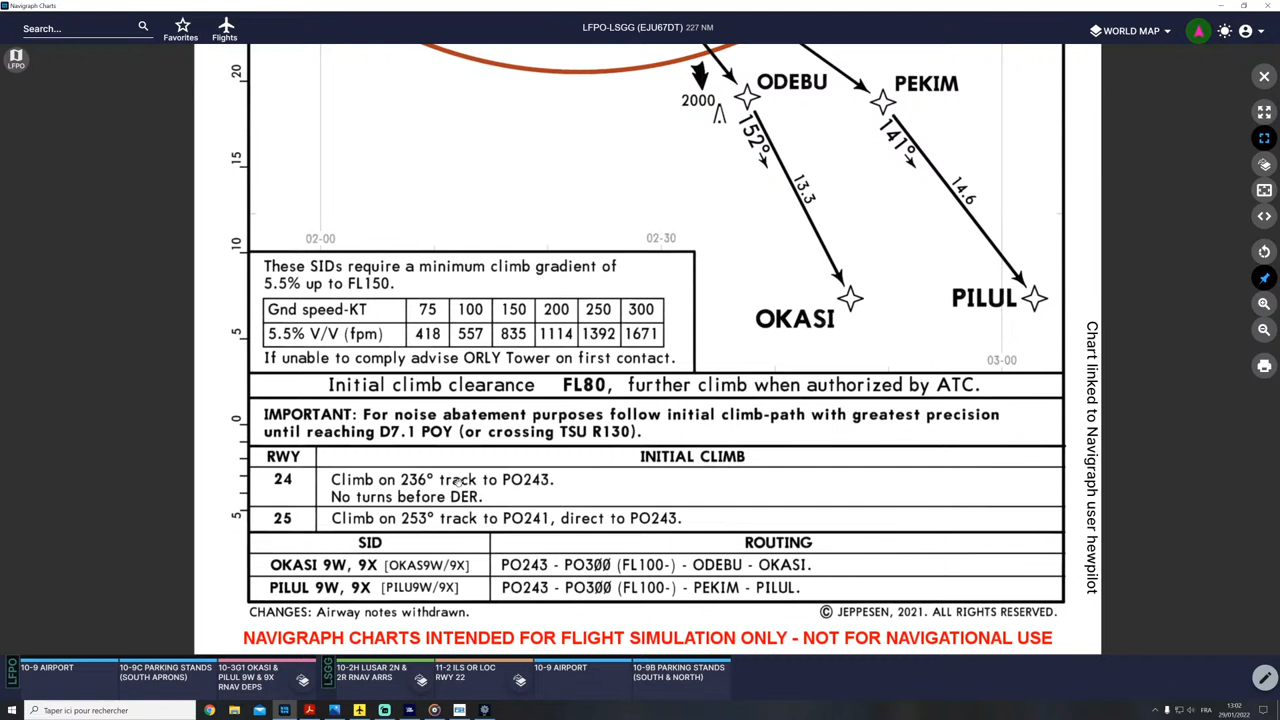 Navigraph Charts
Search...
Favorites
Flights
LFPO-LSGG (EJU67DT) 227 NM
WORLD MAP
LFPO
20
15
10
5
0
5
ODEBU
PEKIM
2000
152°
141°
13.3
14.6
02-00
02-30
03-00
OKASI
PILUL
These SIDs require a minimum climb gradient of
5.5% up to FL150.
Gnd speed-KT 75 100 150 200 250 300
5.5% V/V (fpm) 418 557 835 1114 1392 1671
If unable to comply advise ORLY Tower on first contact.
Initial climb clearance FL80, further climb when authorized by ATC.
IMPORTANT: For noise abatement purposes follow initial climb-path with greatest precision
until reaching D7.1 POY (or crossing TSU R130).
RWY INITIAL CLIMB
24 Climb on 236° track to PO243.
No turns before DER.
25 Climb on 253° track to PO241, direct to PO243.
SID ROUTING
OKASI 9W, 9X [OKAS9W/9X] PO243 - PO3ØØ (FL100-) - ODEBU - OKASI.
PILUL 9W, 9X [PILU9W/9X] PO243 - PO3ØØ (FL100-) - PEKIM - PILUL.
CHANGES: Airway notes withdrawn.
© JEPPESEN, 2021. ALL RIGHTS RESERVED.
Chart linked to Navigraph user hewpilot
NAVIGRAPH CHARTS INTENDED FOR FLIGHT SIMULATION ONLY - NOT FOR NAVIGATIONAL USE
LFPO
10-9 AIRPORT
10-9C PARKING STANDS
(SOUTH APRONS)
10-3G1 OKASI &
PILUL 9W & 9X
RNAV DEPS
LSGG
10-2H LUSAR 2N &
2R RNAV ARRS
11-2 ILS OR LOC
RWY 22
10-9 AIRPORT
10-9B PARKING STANDS
(SOUTH & NORTH)
Taper ici pour rechercher
FRA
13:02
29/01/2022